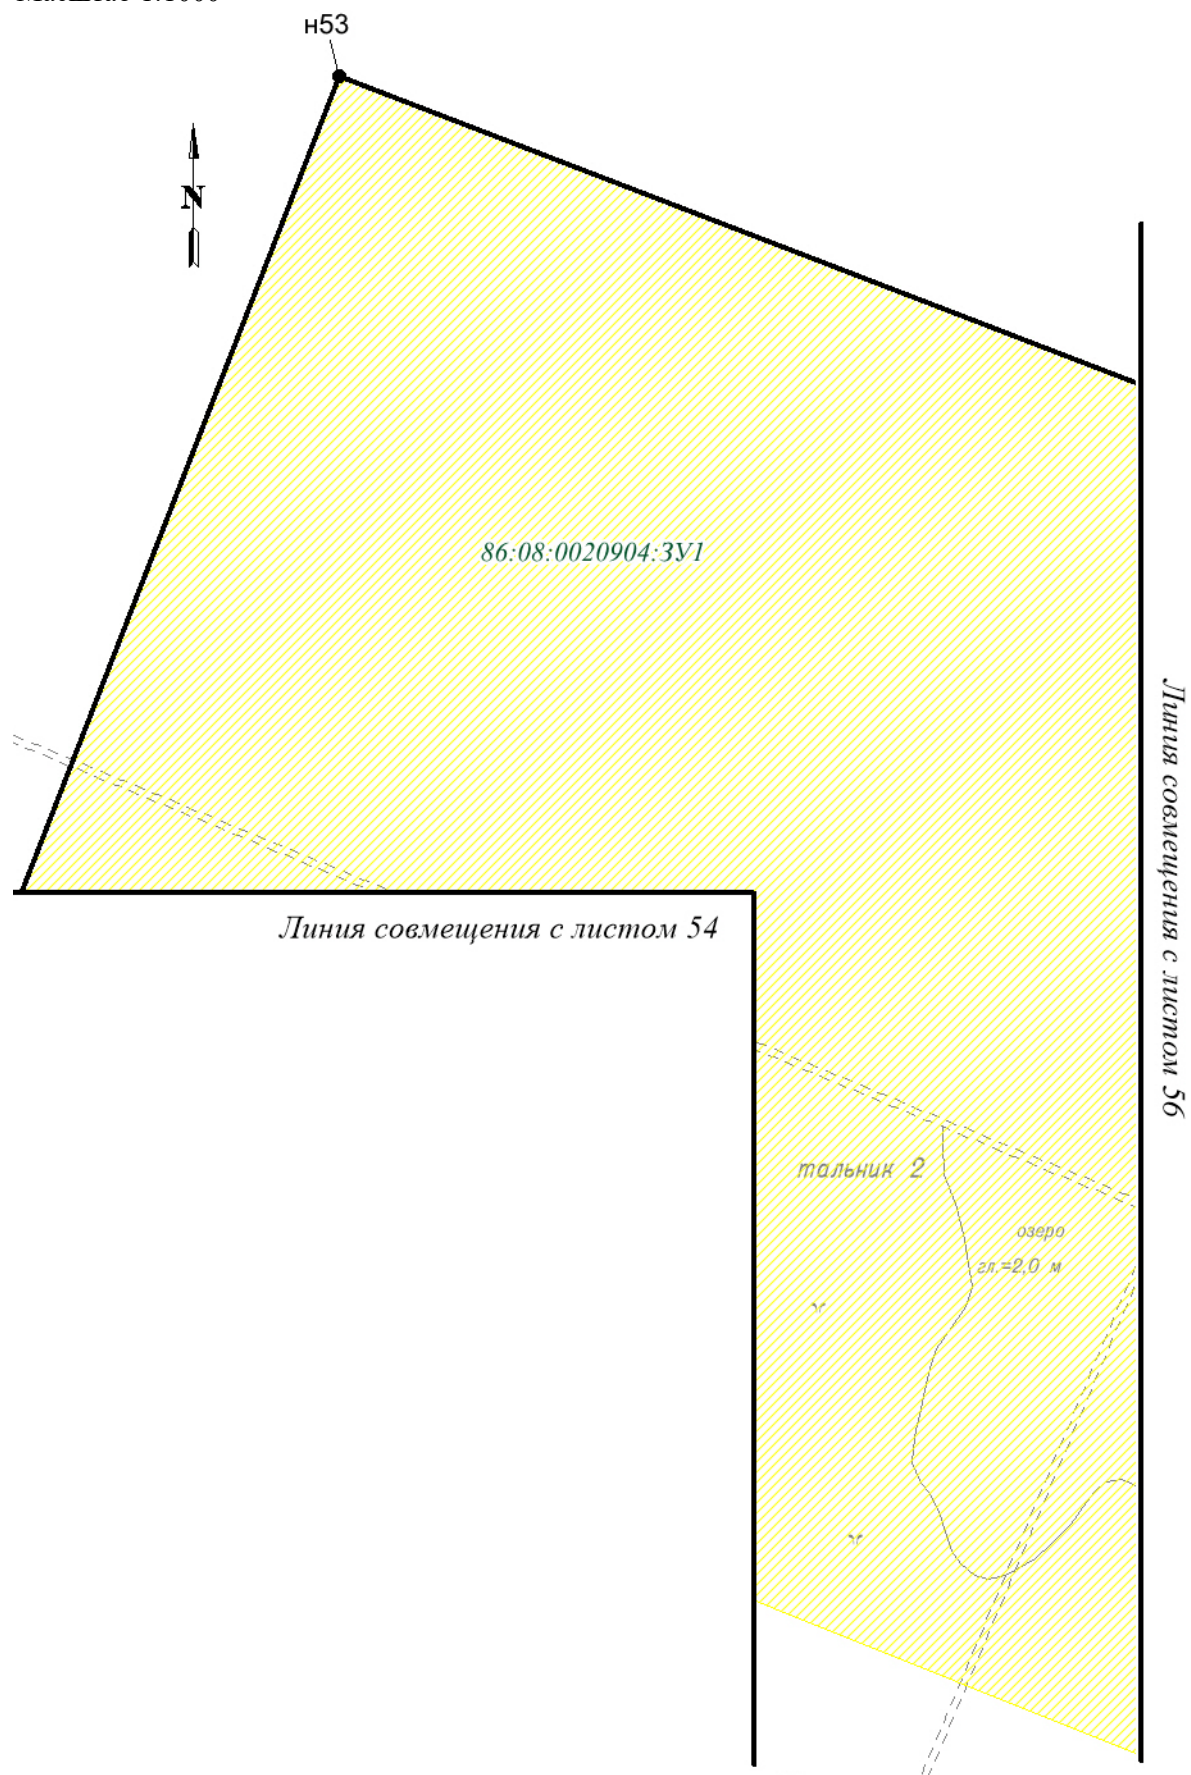 н53
N
86:08:0020904:ЗУ1
Линия совмещения с листом 56
Линия совмещения с листом 54
тальник 2
озеро
гл.=2,0 м